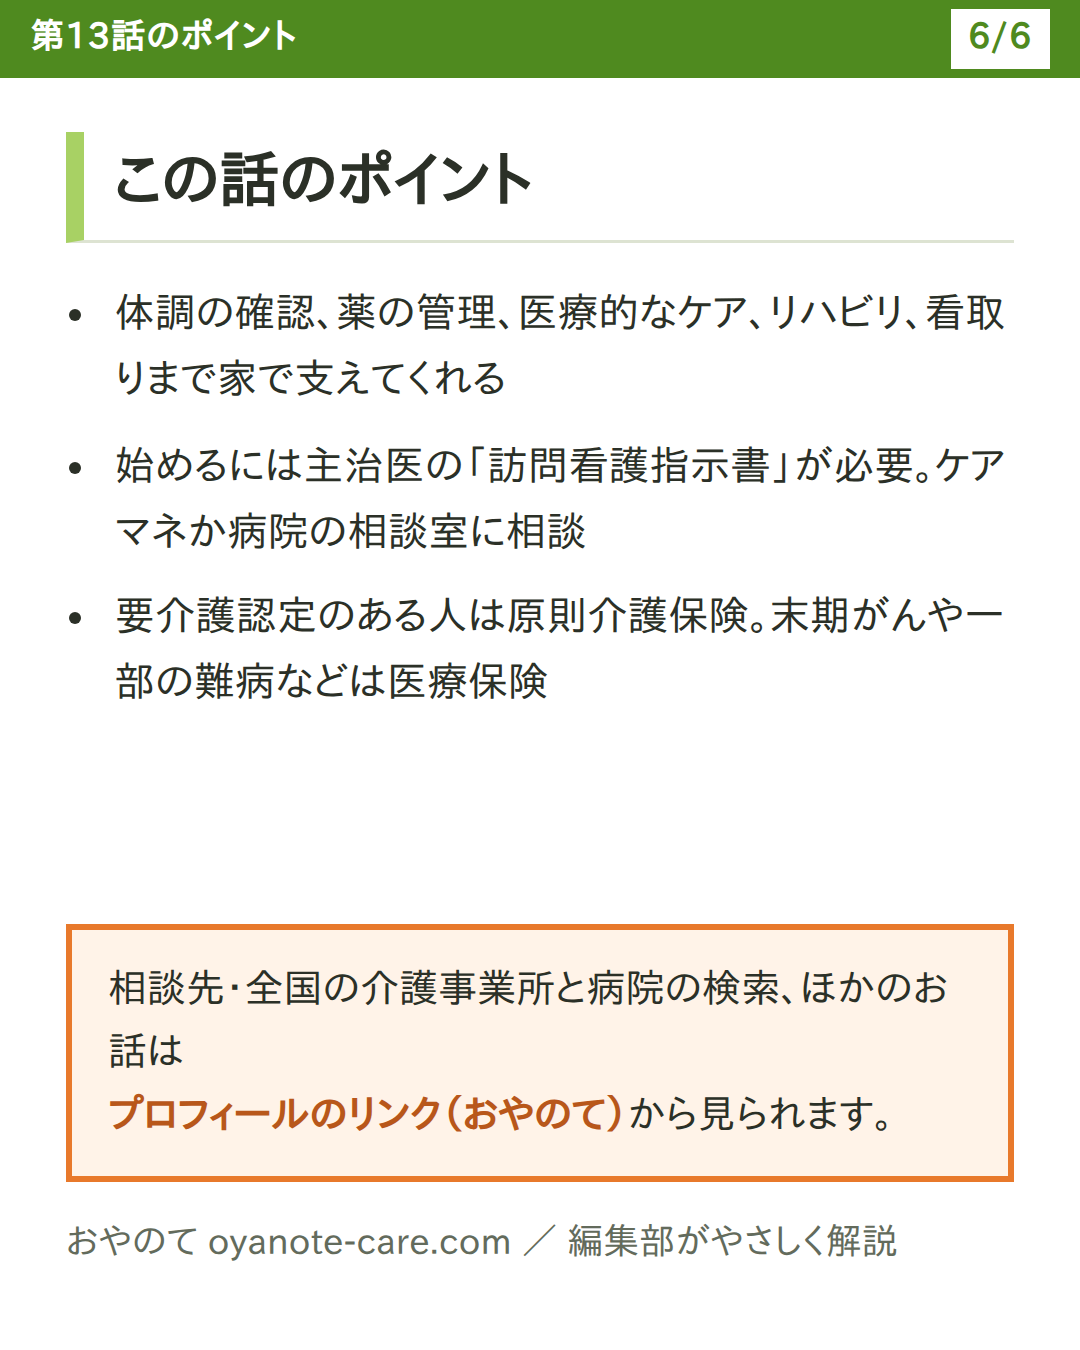 第13話のポイント
6/6
この話のポイント
• 体調の確認、薬の管理、医療的なケア、リハビリ、看取
りまで家で支えてくれる
• 始めるには主治医の「訪問看護指示書」が必要。ケア
マネか病院の相談室に相談
• 要介護認定のある人は原則介護保険。末期がんや一
部の難病などは医療保険
相談先・全国の介護事業所と病院の検索、ほかのお
話は
プロフィールのリンク（おやのて）から見られます。
おやのて oyanote-care.com ／ 編集部がやさしく解説